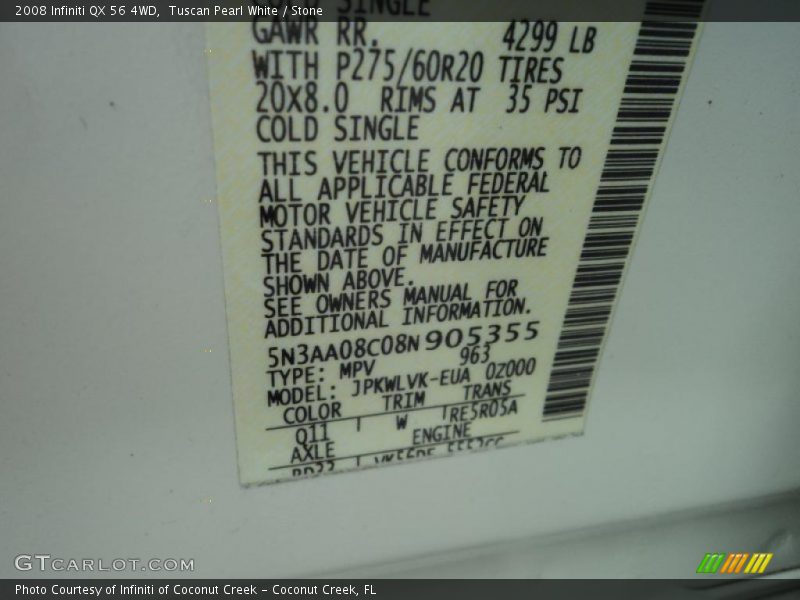 2008 Infiniti QX 56 4WD,  Tuscan Pearl White / Stone
SINGLE
GAWR RR. 4299 LB
WITH P275/60R20 TIRES
20X8.0 RIMS AT 35 PSI
COLD SINGLE
THIS VEHICLE CONFORMS TO
ALL APPLICABLE FEDERAL
MOTOR VEHICLE SAFETY
STANDARDS IN EFFECT ON
THE DATE OF MANUFACTURE
SHOWN ABOVE.
SEE OWNERS MANUAL FOR
ADDITIONAL INFORMATION.
5N3AA08C08N905355
TYPE: MPV 963
MODEL: JPKWLVK-EUA 0Z000
COLOR TRIM TRANS
Q11 W RE5R05A
AXLE ENGINE
GTCARLOT.COM
Photo Courtesy of Infiniti of Coconut Creek – Coconut Creek, FL